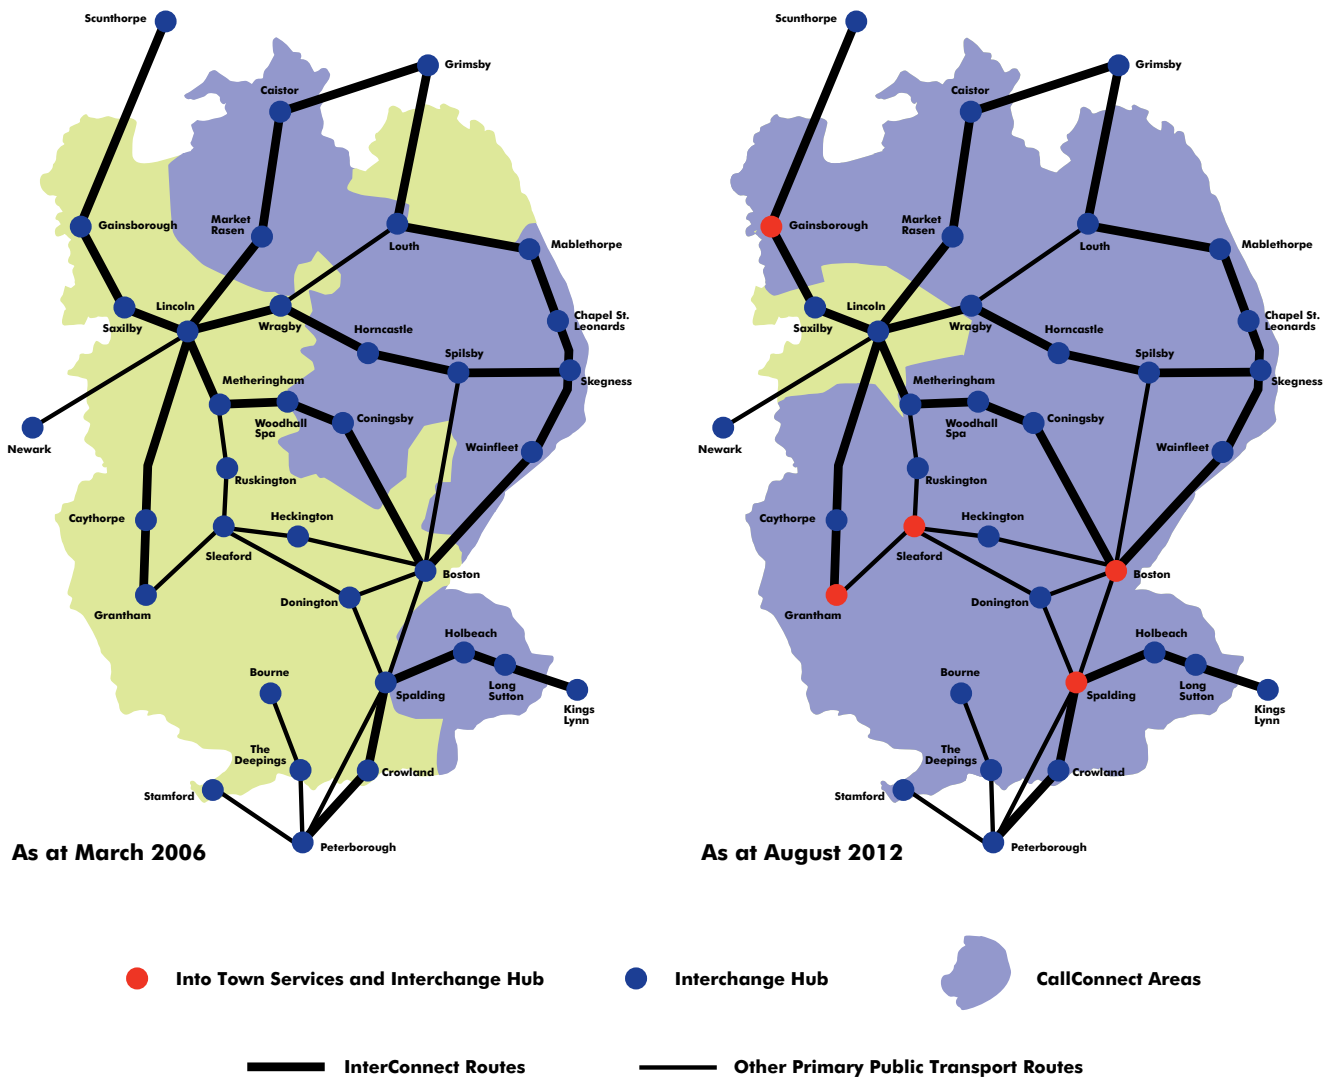 Scunthorpe
Grimsby
Caistor
Gainsborough
Market
Rasen
Louth
Mablethorpe
Lincoln
Saxilby
Wragby
Chapel St.
Leonards
Horncastle
Spilsby
Skegness
Metheringham
Woodhall
Spa
Coningsby
Newark
Wainfleet
Ruskington
Caythorpe
Heckington
Sleaford
Boston
Grantham
Donington
Holbeach
Bourne
Spalding
Long
Sutton
Kings
Lynn
The
Deepings
Crowland
Stamford
Peterborough
As at March 2006
Scunthorpe
Grimsby
Caistor
Gainsborough
Market
Rasen
Louth
Mablethorpe
Lincoln
Saxilby
Wragby
Chapel St.
Leonards
Horncastle
Spilsby
Skegness
Metheringham
Woodhall
Spa
Coningsby
Newark
Wainfleet
Ruskington
Caythorpe
Heckington
Sleaford
Boston
Grantham
Donington
Holbeach
Bourne
Spalding
Long
Sutton
Kings
Lynn
The
Deepings
Crowland
Stamford
Peterborough
As at August 2012
Into Town Services and Interchange Hub
Interchange Hub
CallConnect Areas
InterConnect Routes
Other Primary Public Transport Routes